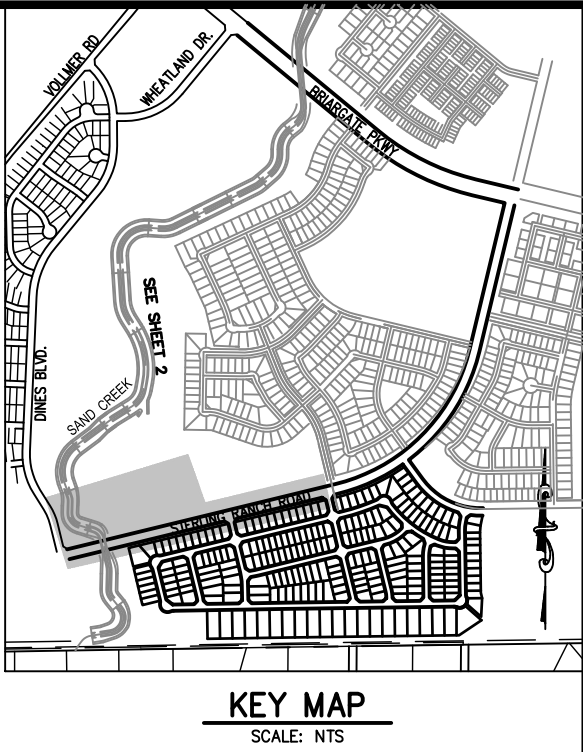 VOLLMER RD
WHEATLAND DR.
BRIARGATE PKWY
SEE SHEET 2
DINES BLVD.
SAND CREEK
STERLING RANCH ROAD
KEY MAP
SCALE: NTS